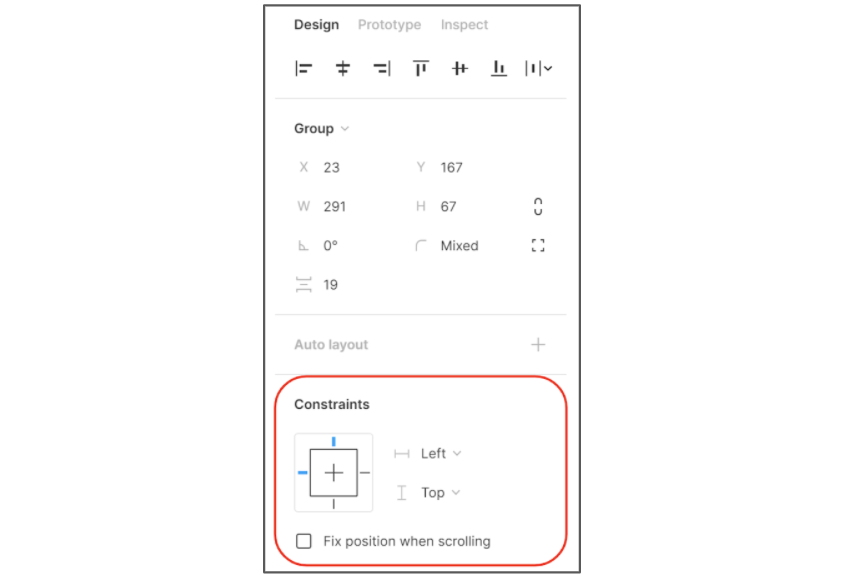 Design Prototype Inspect
Group
X 23 Y 167
W 291 H 67
0° Mixed
19
Auto layout
Constraints
Left
Top
Fix position when scrolling